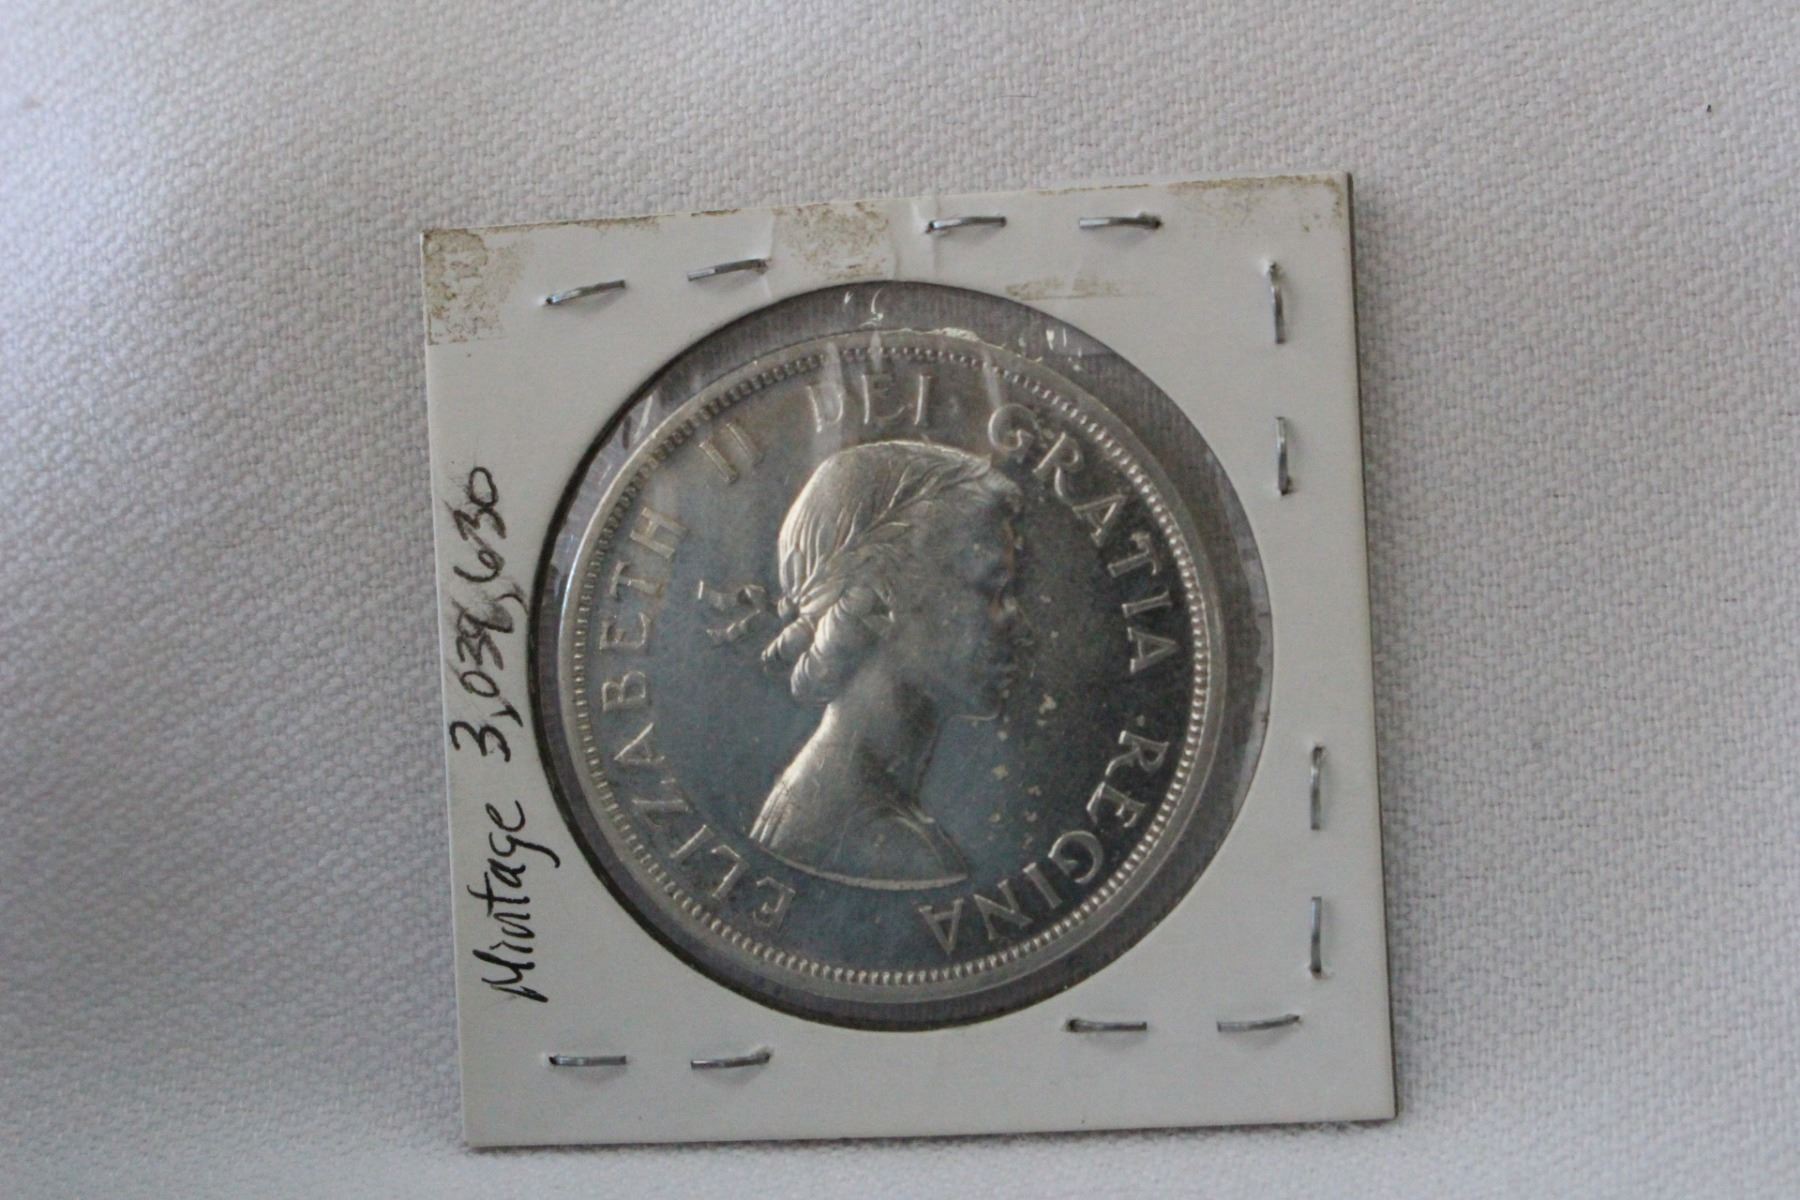 Mintage 3,039,630
ELIZABETH II DEI GRATIA REGINA